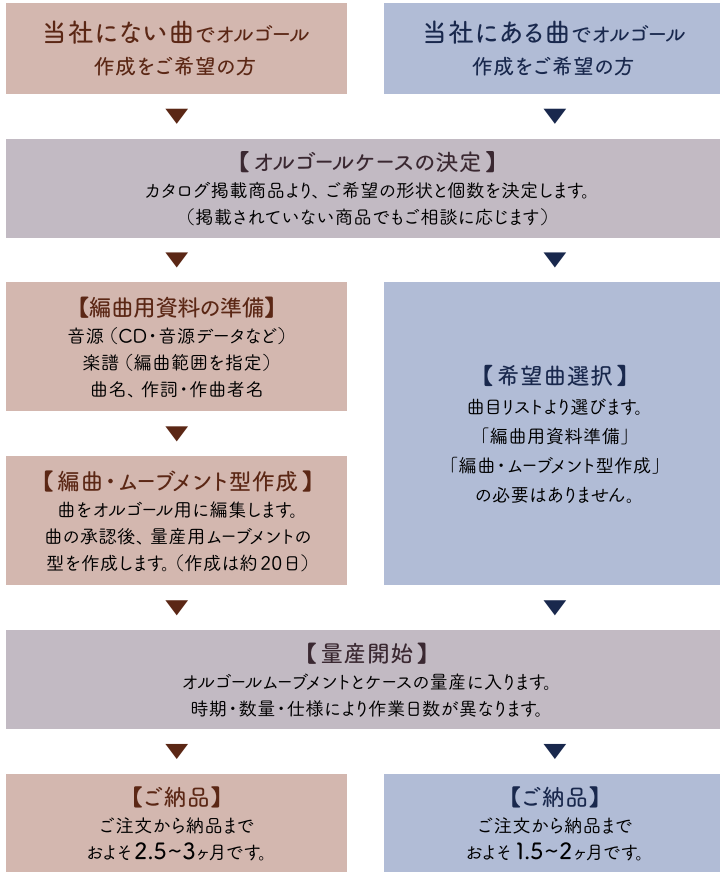 当社にない曲でオルゴール
作成をご希望の方
当社にある曲でオルゴール
作成をご希望の方
【オルゴールケースの決定】
カタログ掲載商品より、ご希望の形状と個数を決定します。
（掲載されていない商品でもご相談に応じます）
【編曲用資料の準備】
音源（CD・音源データなど）
楽譜（編曲範囲を指定）
曲名、作詞・作曲者名
【編曲・ムーブメント型作成】
曲をオルゴール用に編集します。
曲の承認後、量産用ムーブメントの
型を作成します。（作成は約20日）
【希望曲選択】
曲目リストより選びます。
「編曲用資料準備」
「編曲・ムーブメント型作成」
の必要はありません。
【量産開始】
オルゴールムーブメントとケースの量産に入ります。
時期・数量・仕様により作業日数が異なります。
【ご納品】
ご注文から納品まで
およそ2.5~3ヶ月です。
【ご納品】
ご注文から納品まで
およそ1.5~2ヶ月です。